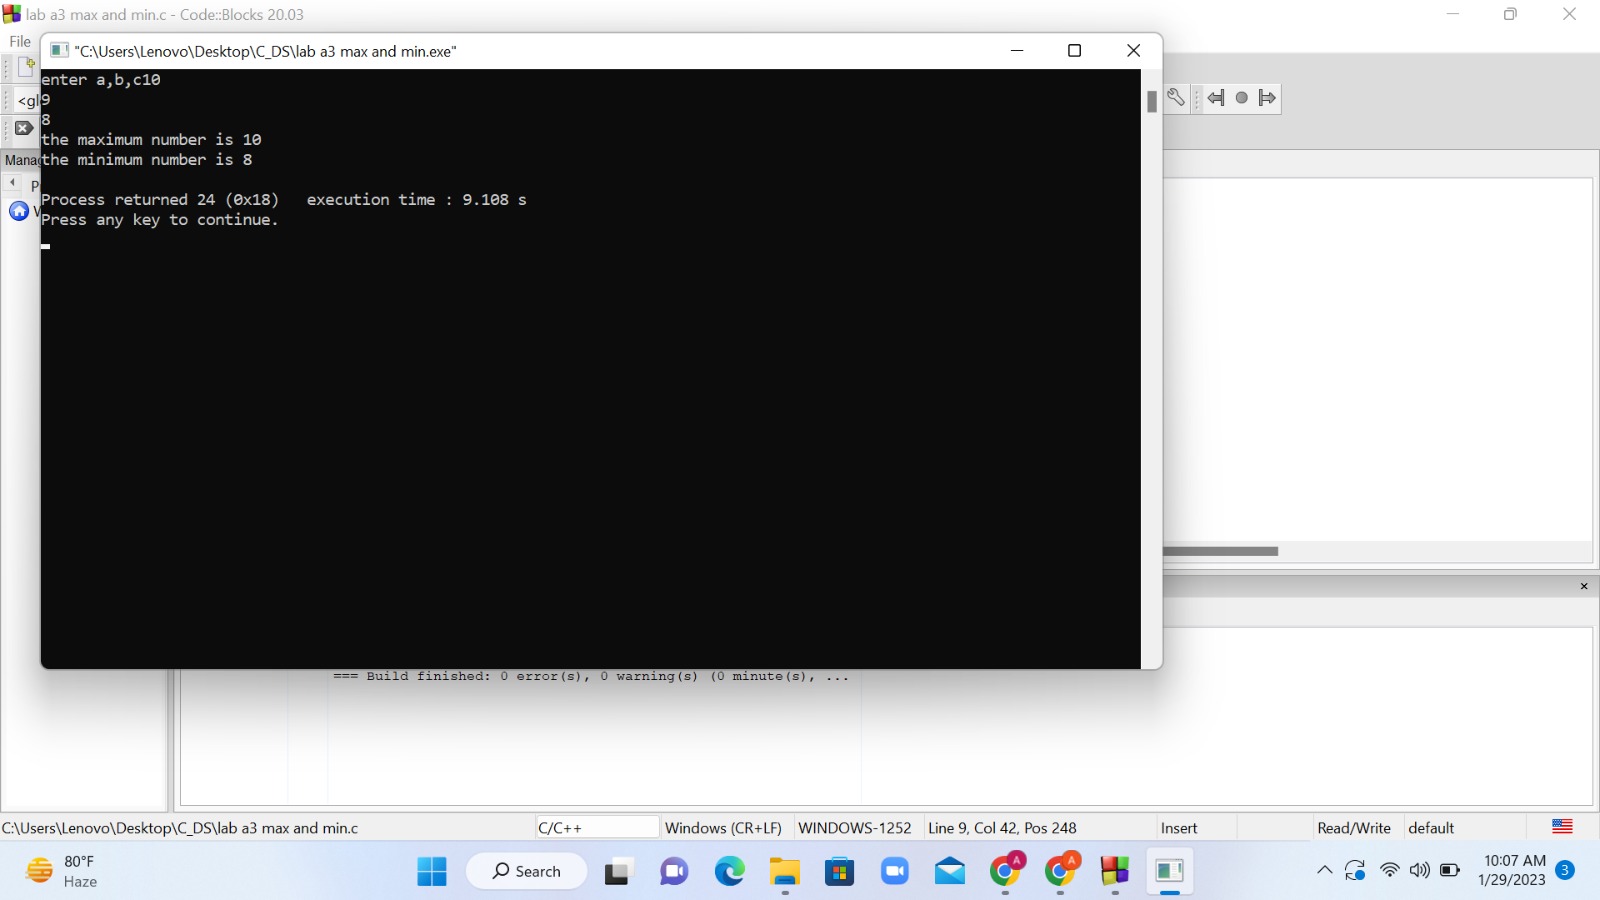 lab a3 max and min.c - Code::Blocks 20.03
File
"C:\Users\Lenovo\Desktop\C_DS\lab a3 max and min.exe"
enter a,b,c10
<gl
9
8
the maximum number is 10
Manag
the minimum number is 8
P
Process returned 24 (0x18)   execution time : 9.108 s
W
Press any key to continue.
=== Build finished: 0 error(s), 0 warning(s) (0 minute(s), ...
C:\Users\Lenovo\Desktop\C_DS\lab a3 max and min.c C/C++ Windows (CR+LF) WINDOWS-1252 Line 9, Col 42, Pos 248 Insert Read/Write default
80°F
Haze
Search
A
A
10:07 AM
1/29/2023
3